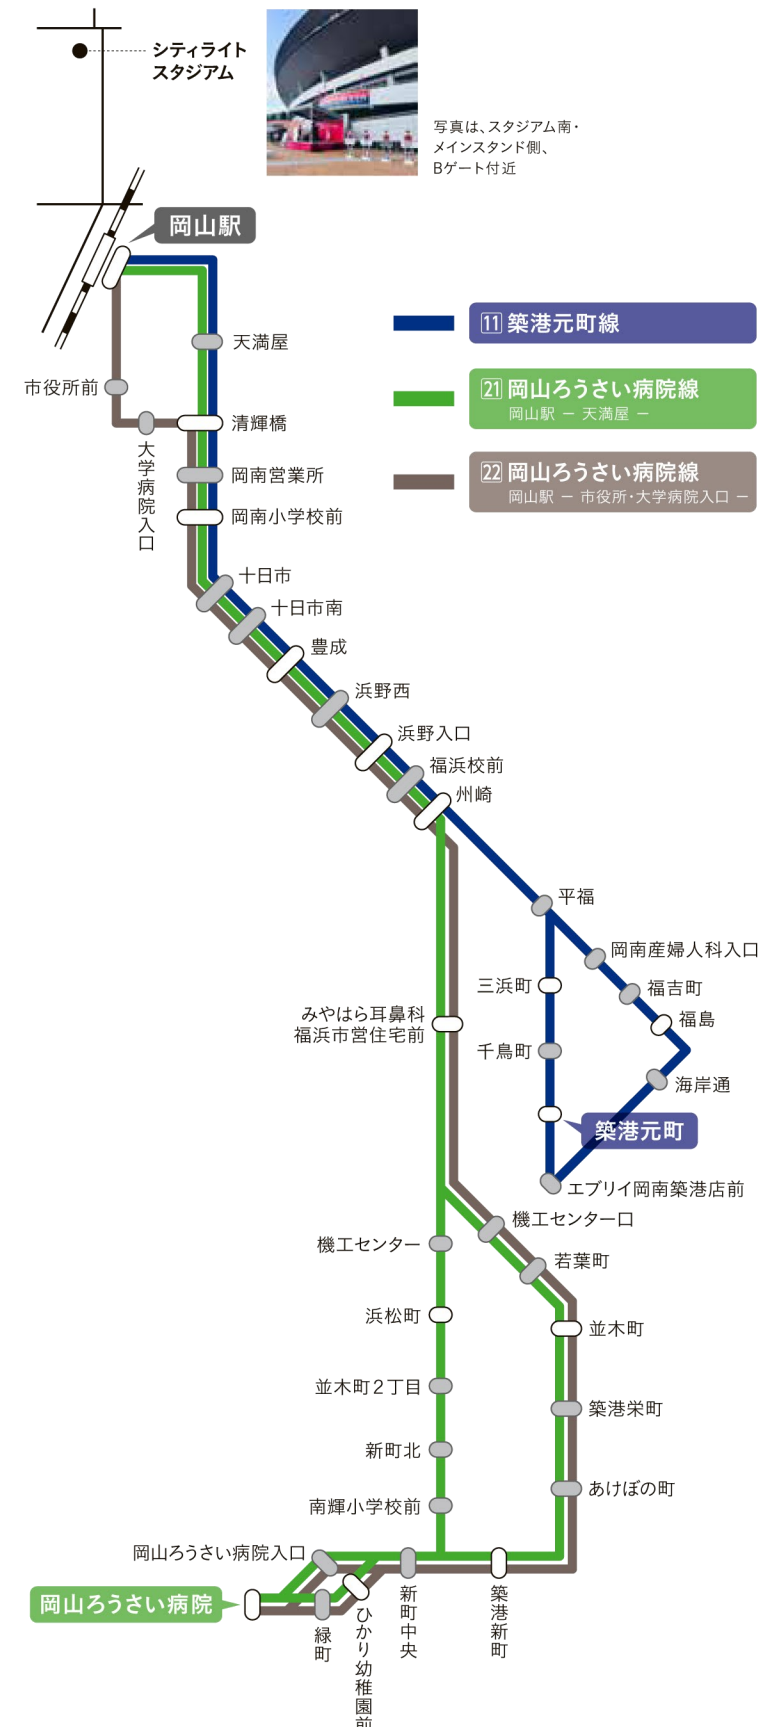 シティライト
スタジアム
写真は、スタジアム南・
メインスタンド側、
Bゲート付近
岡山駅
11 築港元町線
天満屋
21 岡山ろうさい病院線
岡山駅 － 天満屋 －
市役所前
清輝橋
大学病院入口
22 岡山ろうさい病院線
岡山駅 － 市役所・大学病院入口 －
岡南営業所
岡南小学校前
十日市
十日市南
豊成
浜野西
浜野入口
福浜校前
州崎
平福
岡南産婦人科入口
三浜町
福吉町
みやはら耳鼻科
福浜市営住宅前
福島
千鳥町
海岸通
築港元町
エブリイ岡南築港店前
機工センター口
機工センター
若葉町
浜松町
並木町
並木町2丁目
築港栄町
新町北
あけぼの町
南輝小学校前
岡山ろうさい病院入口
岡山ろうさい病院
緑町
ひかり幼稚園前
新町中央
築港新町